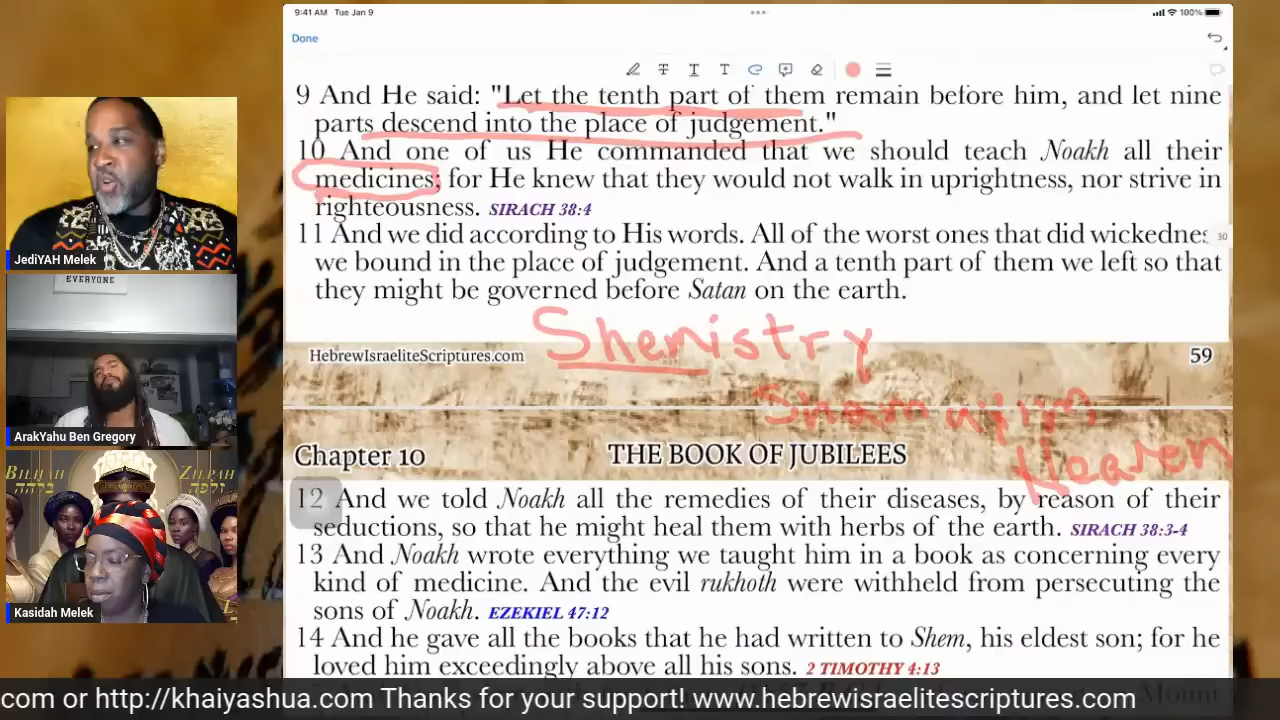 9:41 AM Tue Jan 9
100%
Done
9 And He said: "Let the tenth part of them remain before him, and let nine
parts descend into the place of judgement."
10 And one of us He commanded that we should teach Noakh all their
medicines; for He knew that they would not walk in uprightness, nor strive in
righteousness. SIRACH 38:4
11 And we did according to His words. All of the worst ones that did wickednes
30
we bound in the place of judgement. And a tenth part of them we left so that
they might be governed before Satan on the earth.
Shemistry
HebrewIsraeliteScriptures.com
59
Heaven
Chapter 10
THE BOOK OF JUBILEES
12 And we told Noakh all the remedies of their diseases, by reason of their
seductions, so that he might heal them with herbs of the earth. SIRACH 38:3-4
13 And Noakh wrote everything we taught him in a book as concerning every
kind of medicine. And the evil rukhoth were withheld from persecuting the
sons of Noakh. EZEKIEL 47:12
14 And he gave all the books that he had written to Shem, his eldest son; for he
loved him exceedingly above all his sons. 2 TIMOTHY 4:13
Mount
JediYAH Melek
EVERYONE
ArakYahu Ben Gregory
BILHAH
בלהה
ZILPAH
זלפה
Kasidah Melek
com or http://khaiyashua.com Thanks for your support! www.hebrewisraelitescriptures.com